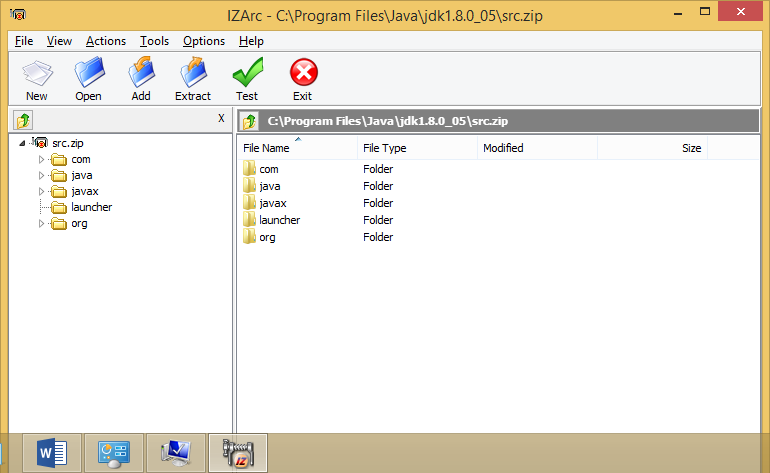 IZArc - C:\Program Files\Java\jdk1.8.0_05\src.zip
File View Actions Tools Options Help
New Open Add Extract Test Exit
X C:\Program Files\Java\jdk1.8.0_05\src.zip
src.zip
com
java
javax
launcher
org
File Name File Type Modified Size
com Folder
java Folder
javax Folder
launcher Folder
org Folder
W IZ